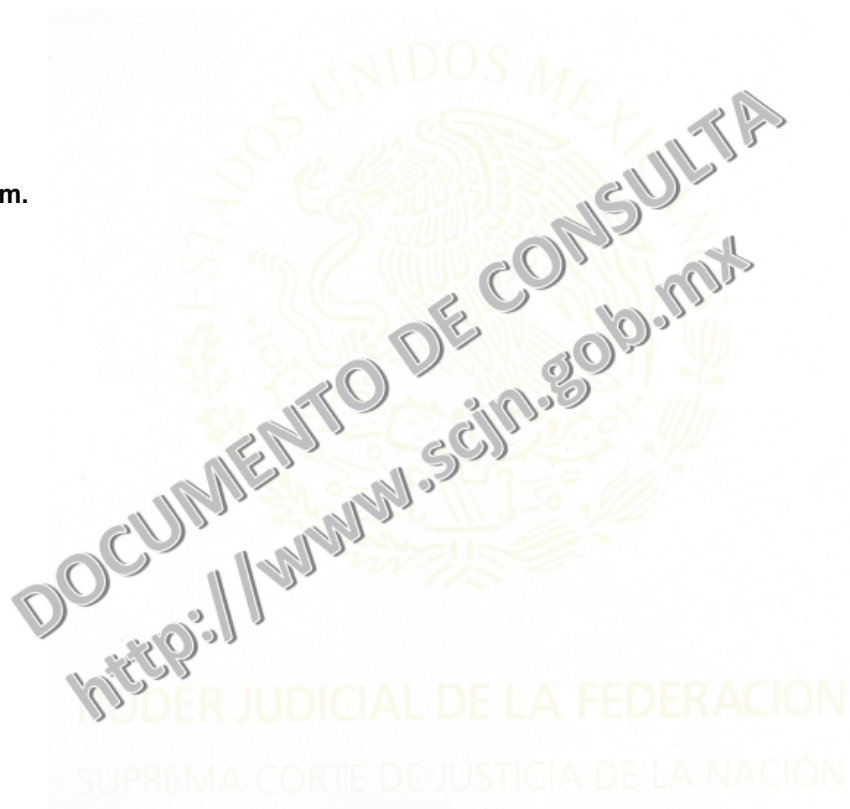 ESTADOS UNIDOS MEXICANOS
m.
DOCUMENTO DE CONSULTA
http://www.scjn.gob.mx
PODER JUDICIAL DE LA FEDERACIÓN
SUPREMA CORTE DE JUSTICIA DE LA NACIÓN